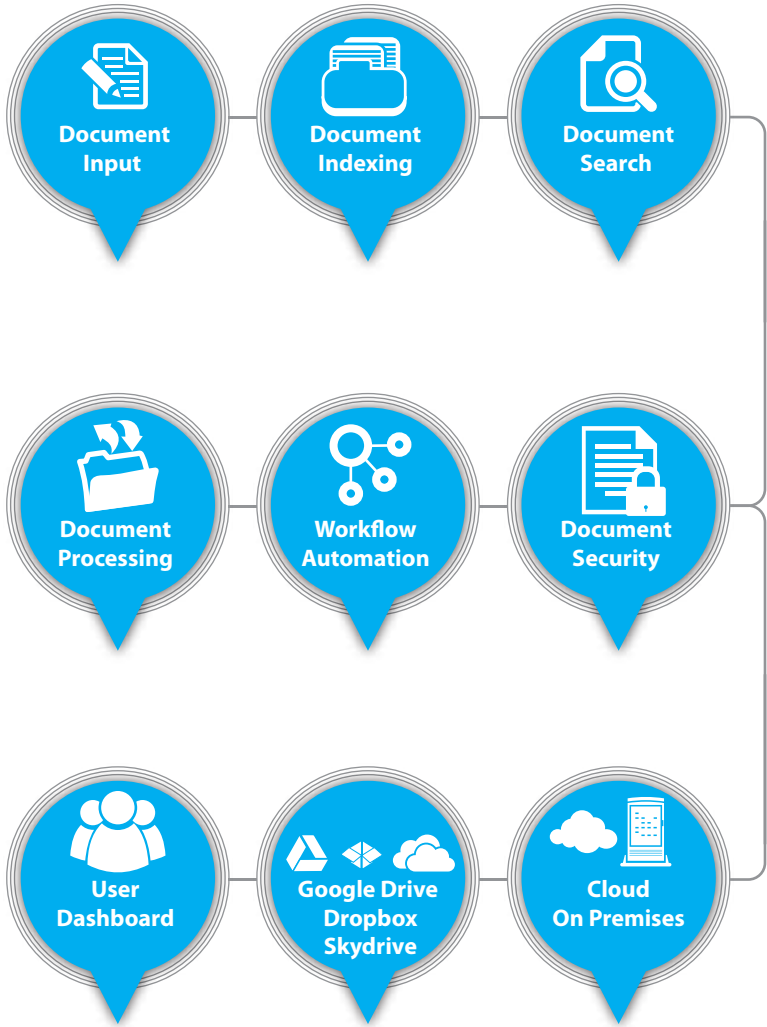 Document
Input
Document
Indexing
Document
Search
Document
Processing
Workflow
Automation
Document
Security
User
Dashboard
Google Drive
Dropbox
Skydrive
Cloud
On Premises